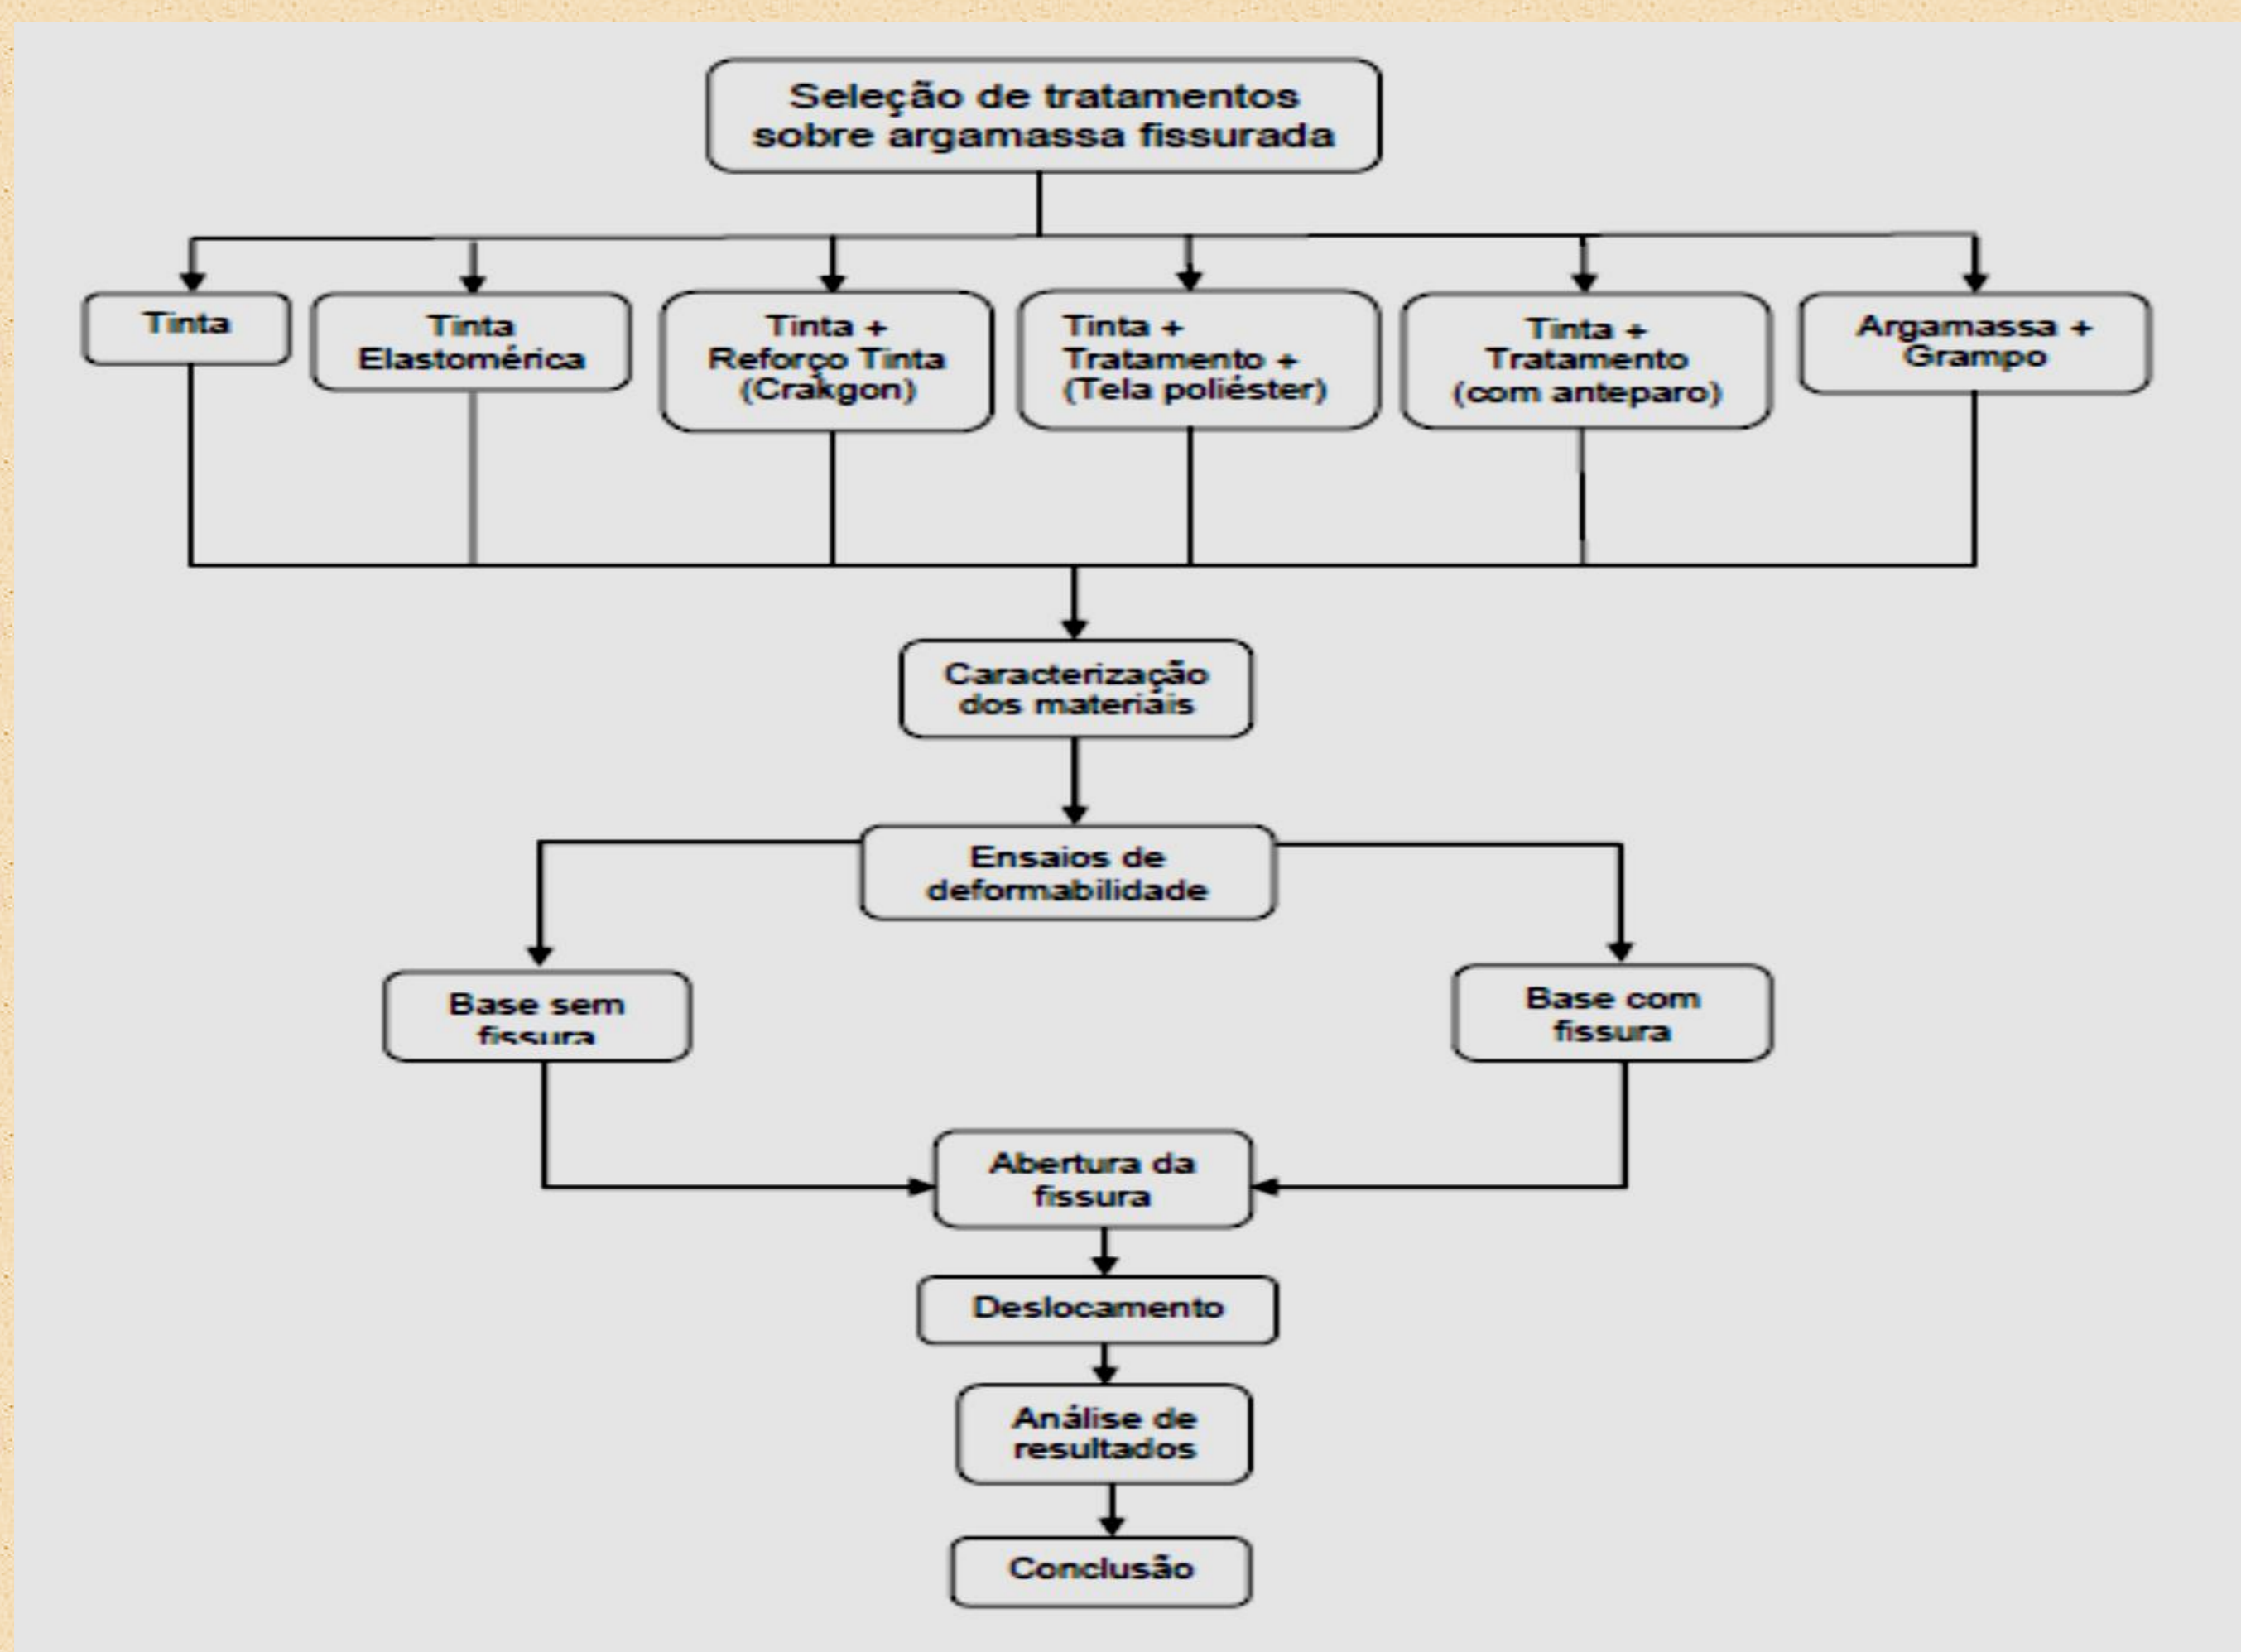 Seleção de tratamentos
sobre argamassa fissurada
Tinta
Tinta
Elastomérica
Tinta +
Reforço Tinta
(Crakgon)
Tinta +
Tratamento +
(Tela poliéster)
Tinta +
Tratamento
(com anteparo)
Argamassa +
Grampo
Caracterização
dos materiais
Ensaios de
deformabilidade
Base sem
fissura
Base com
fissura
Abertura da
fissura
Deslocamento
Análise de
resultados
Conclusão